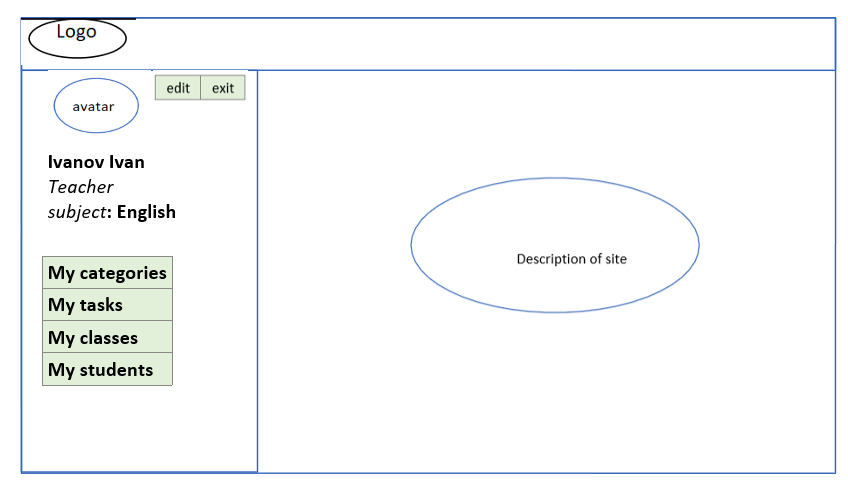 Logo
edit exit
avatar
Ivanov Ivan
Teacher
subject: English
My categories
My tasks
My classes
My students
Description of site